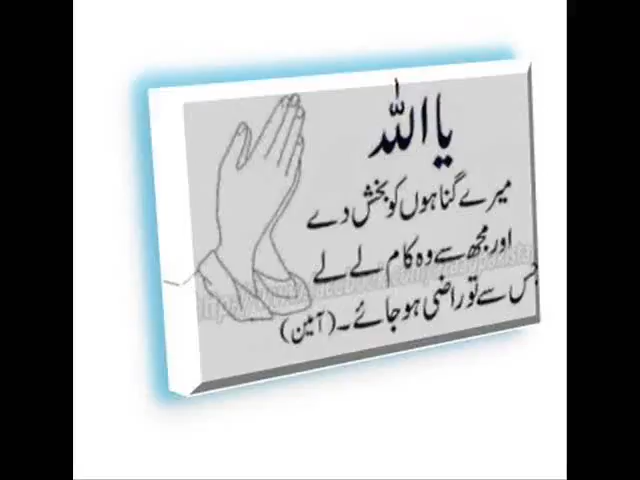 یا اللہ
میرے گناہوں کو بخش دے
اور مجھ سے وہ کام لے لے
جس سے تو راضی ہو جائے۔ (آمین)